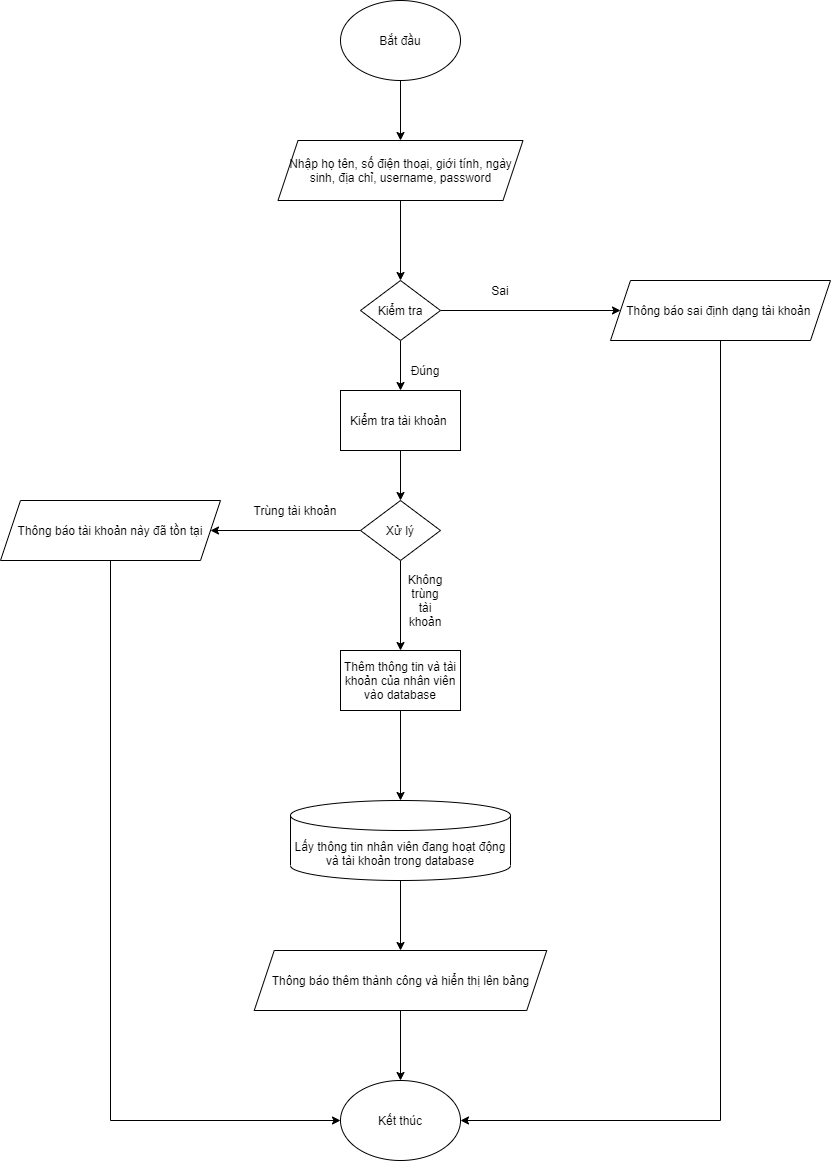 Bắt đầu
Nhập họ tên, số điện thoại, giới tính, ngày
sinh, địa chỉ, username, password
Sai
Kiểm tra
Thông báo sai định dạng tài khoản
Đúng
Kiểm tra tài khoản
Trùng tài khoản
Thông báo tài khoản này đã tồn tại
Xử lý
Không
trùng
tài
khoản
Thêm thông tin và tài
khoản của nhân viên
vào database
Lấy thông tin nhân viên đang hoạt động
và tài khoản trong database
Thông báo thêm thành công và hiển thị lên bảng
Kết thúc